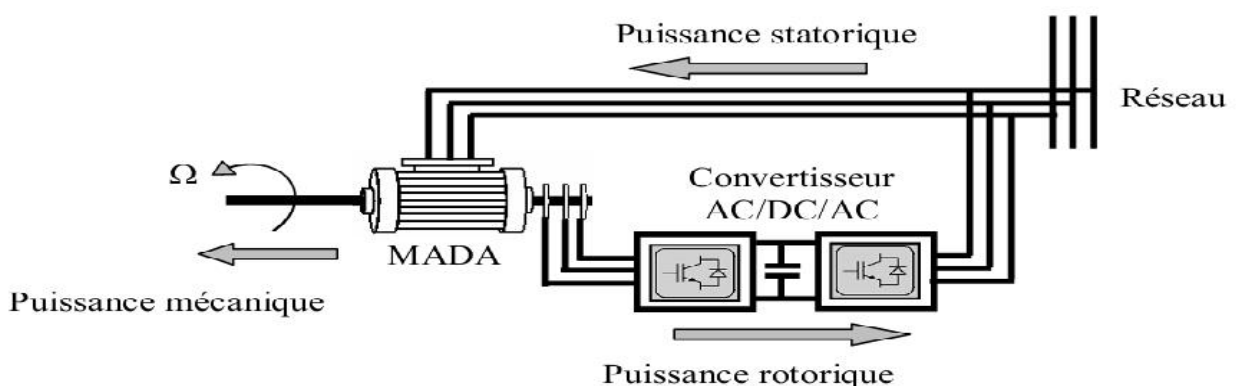 Puissance statorique
Réseau
Ω
Convertisseur
AC/DC/AC
MADA
Puissance mécanique
Puissance rotorique